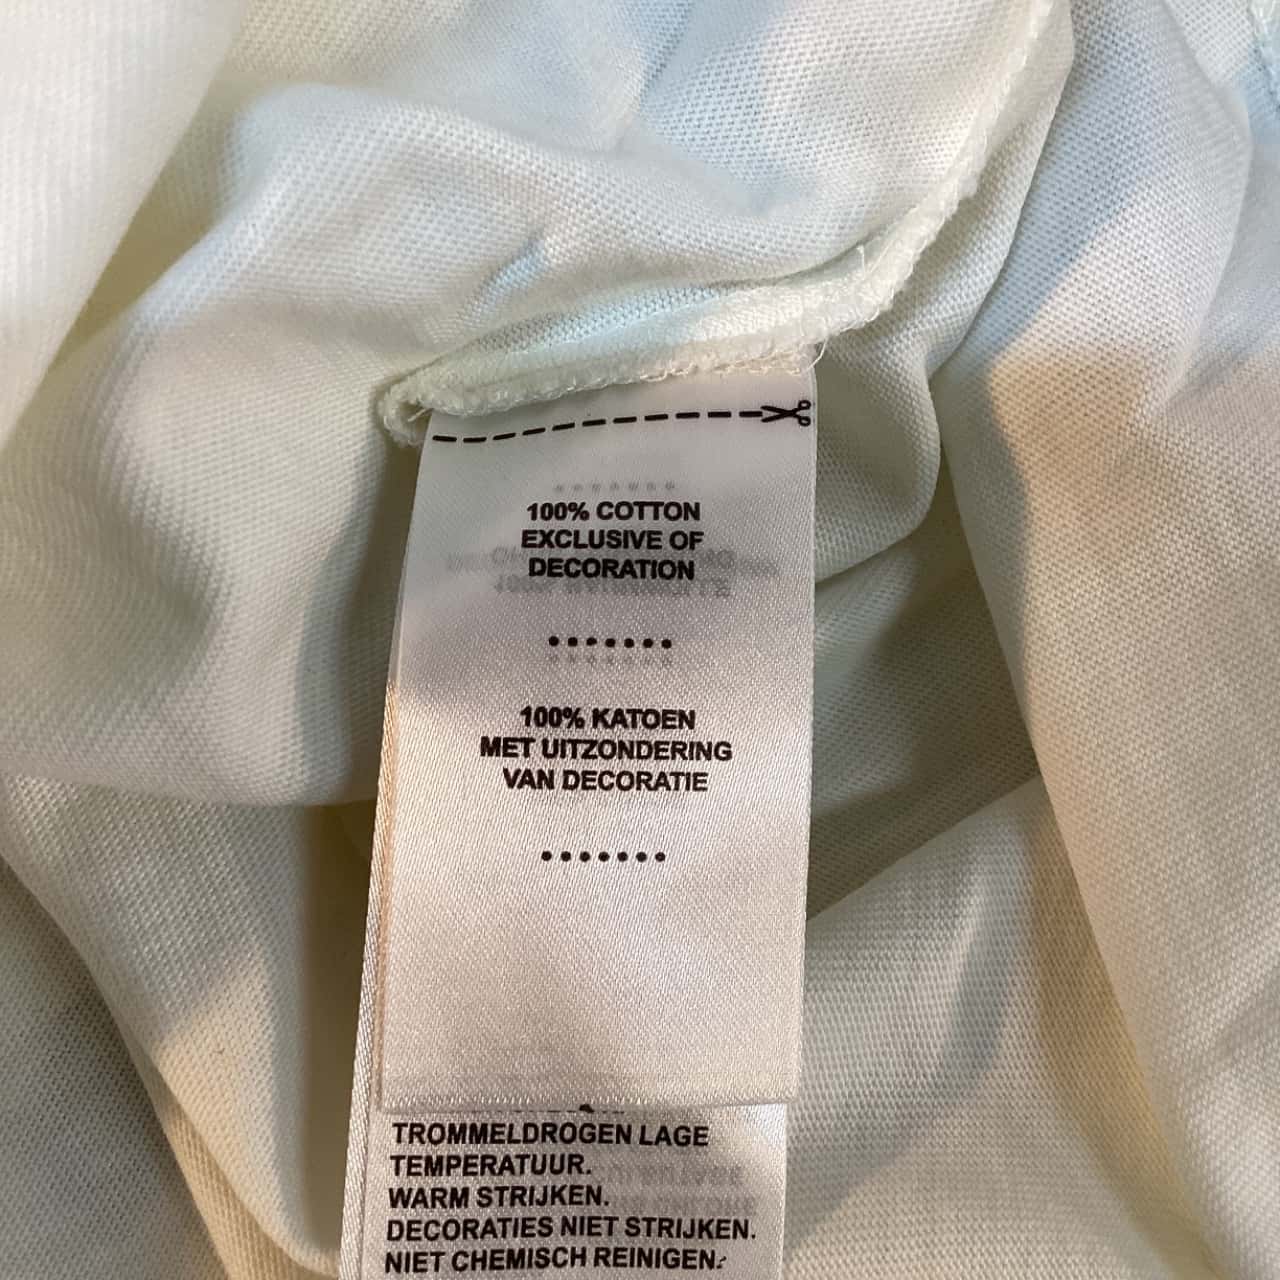 100% COTTON
EXCLUSIVE OF
DECORATION
100% KATOEN
MET UITZONDERING
VAN DECORATIE
TROMMELDROGEN LAGE
TEMPERATUUR.
WARM STRIJKEN.
DECORATIES NIET STRIJKEN.
NIET CHEMISCH REINIGEN.